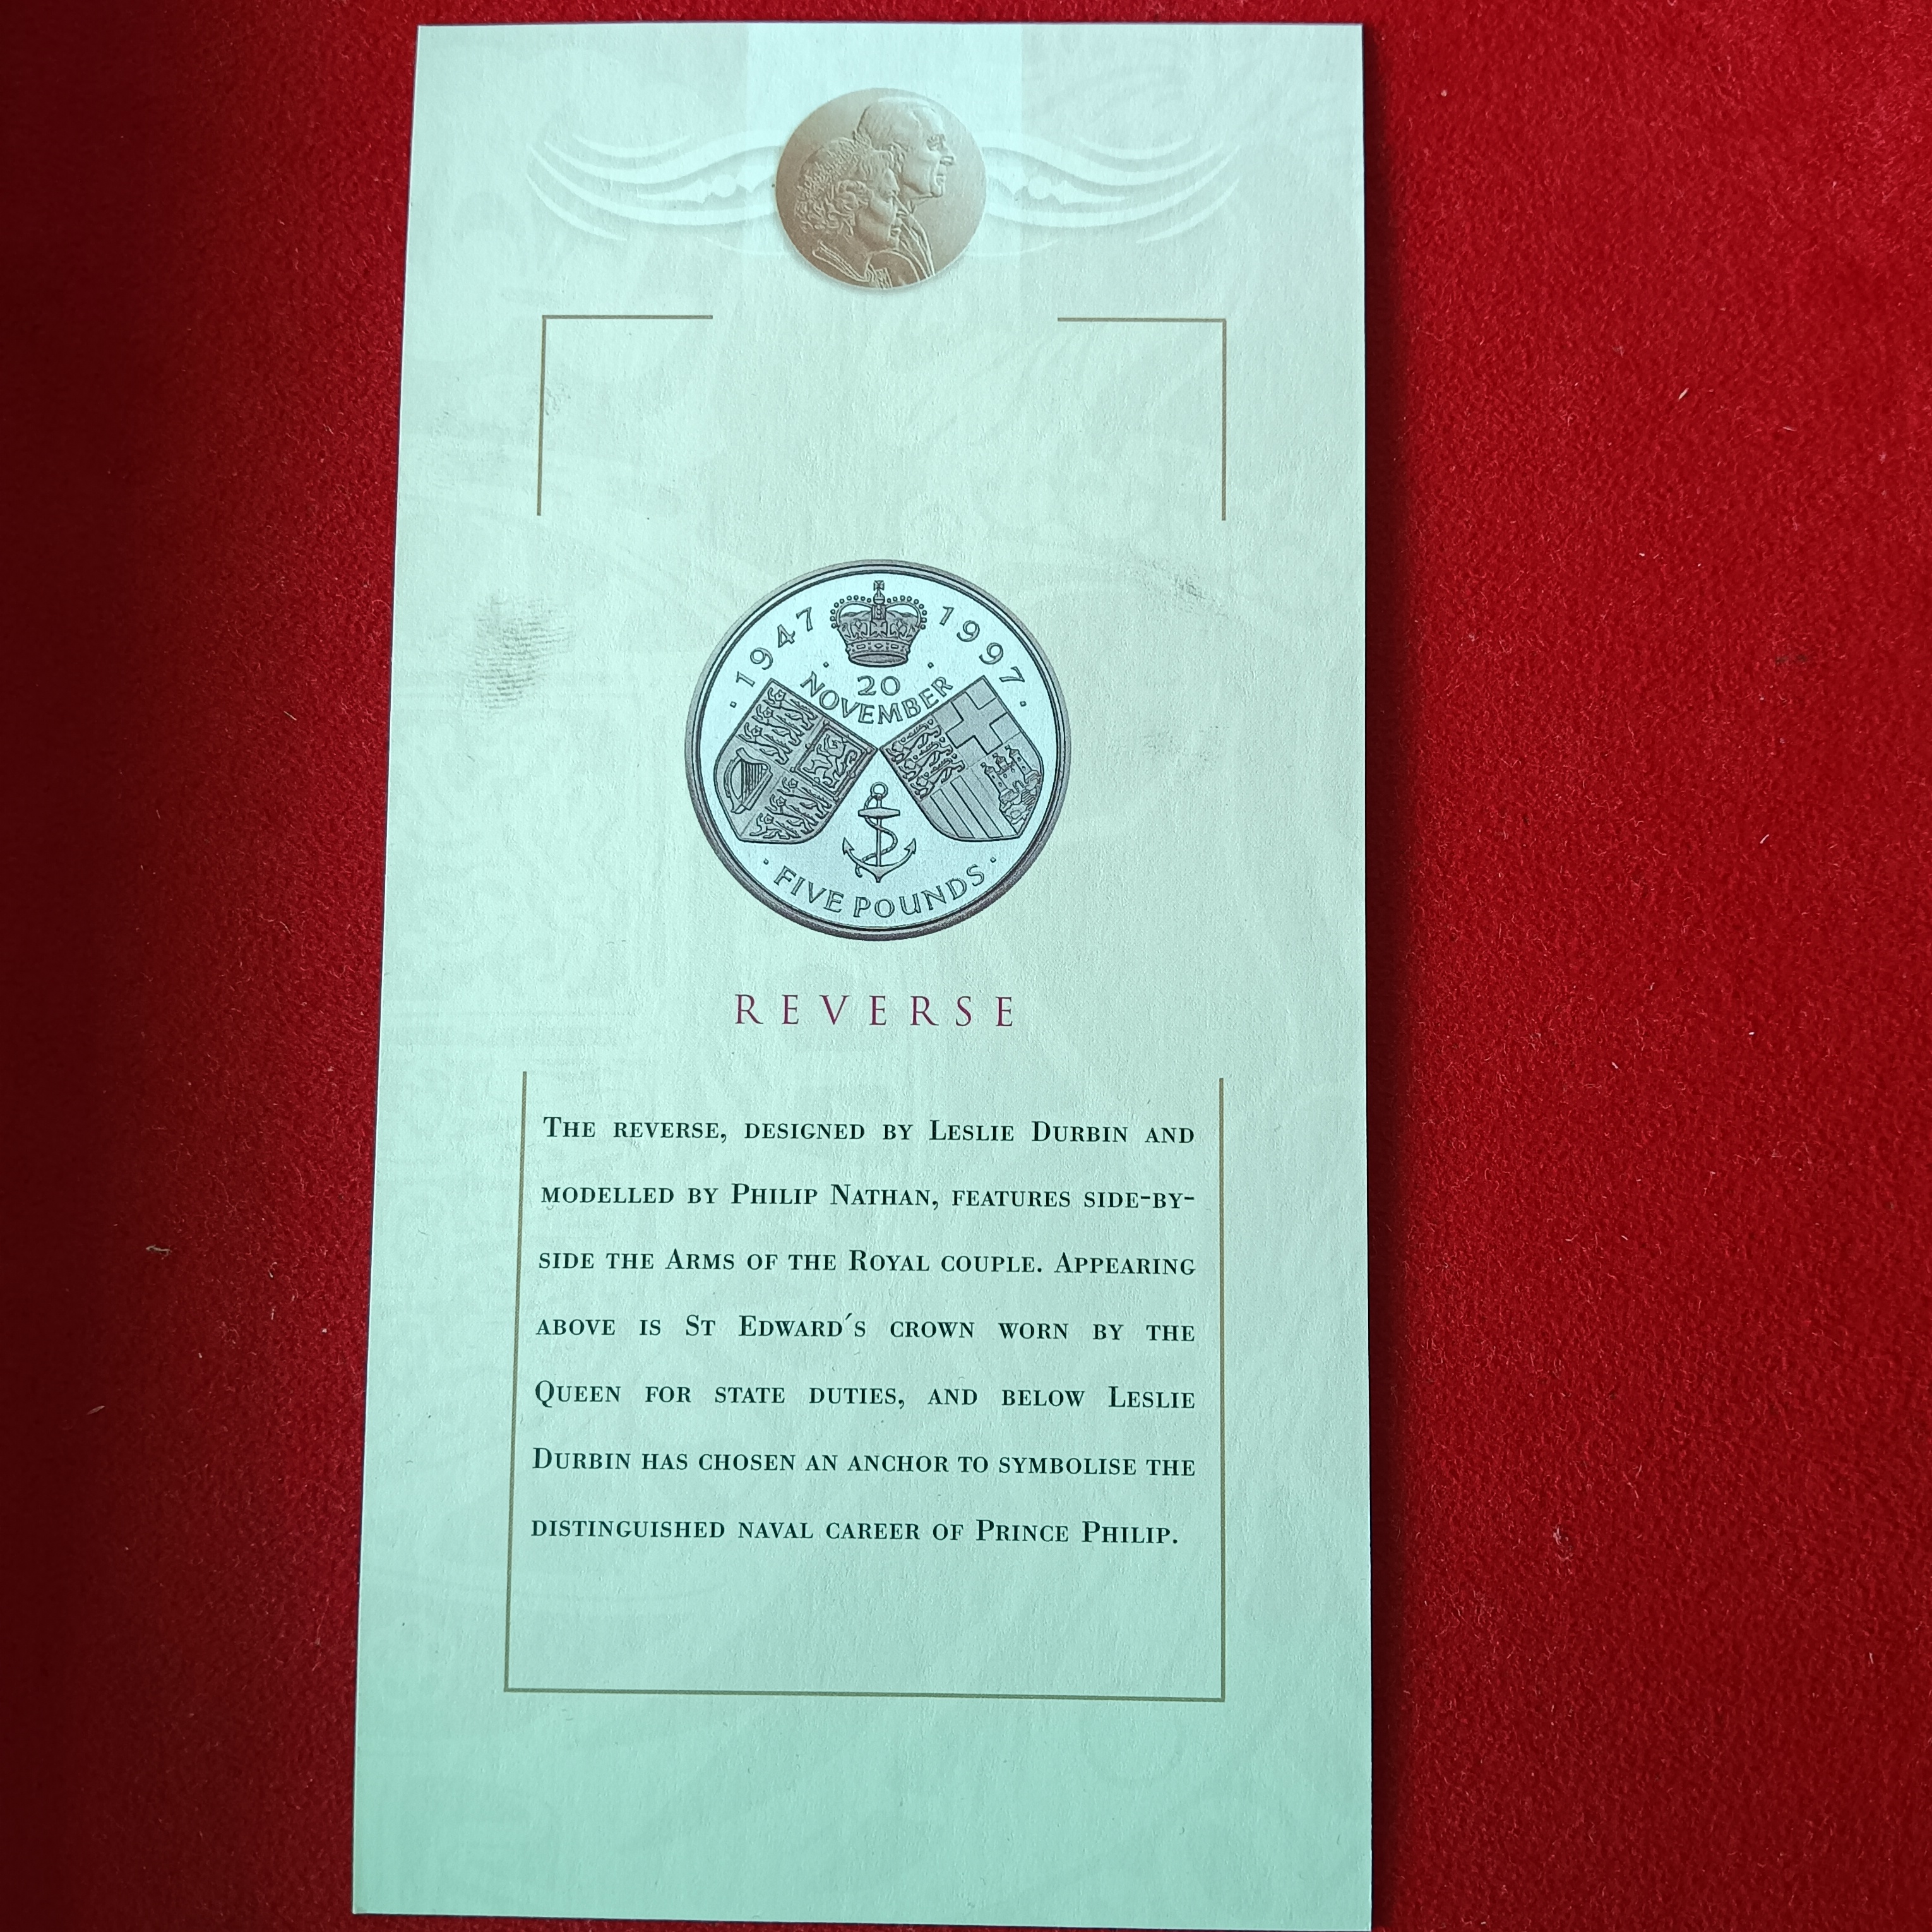 1947 1997
20
NOVEMBER
FIVE POUNDS
REVERSE
The reverse, designed by Leslie Durbin and
modelled by Philip Nathan, features side-by-
side the Arms of the Royal couple. Appearing
above is St Edward´s crown worn by the
Queen for state duties, and below Leslie
Durbin has chosen an anchor to symbolise the
distinguished naval career of Prince Philip.